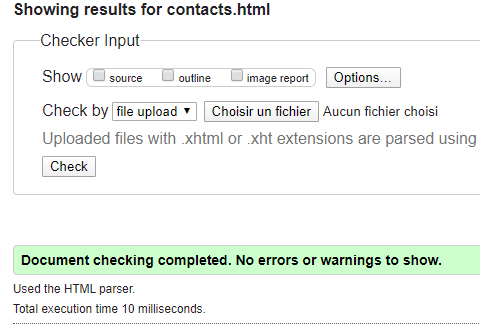 Showing results for contacts.html
Checker Input
Show source outline image report Options...
Check by file upload Choisir un fichier Aucun fichier choisi
Uploaded files with .xhtml or .xht extensions are parsed using
Check
Document checking completed. No errors or warnings to show.
Used the HTML parser.
Total execution time 10 milliseconds.